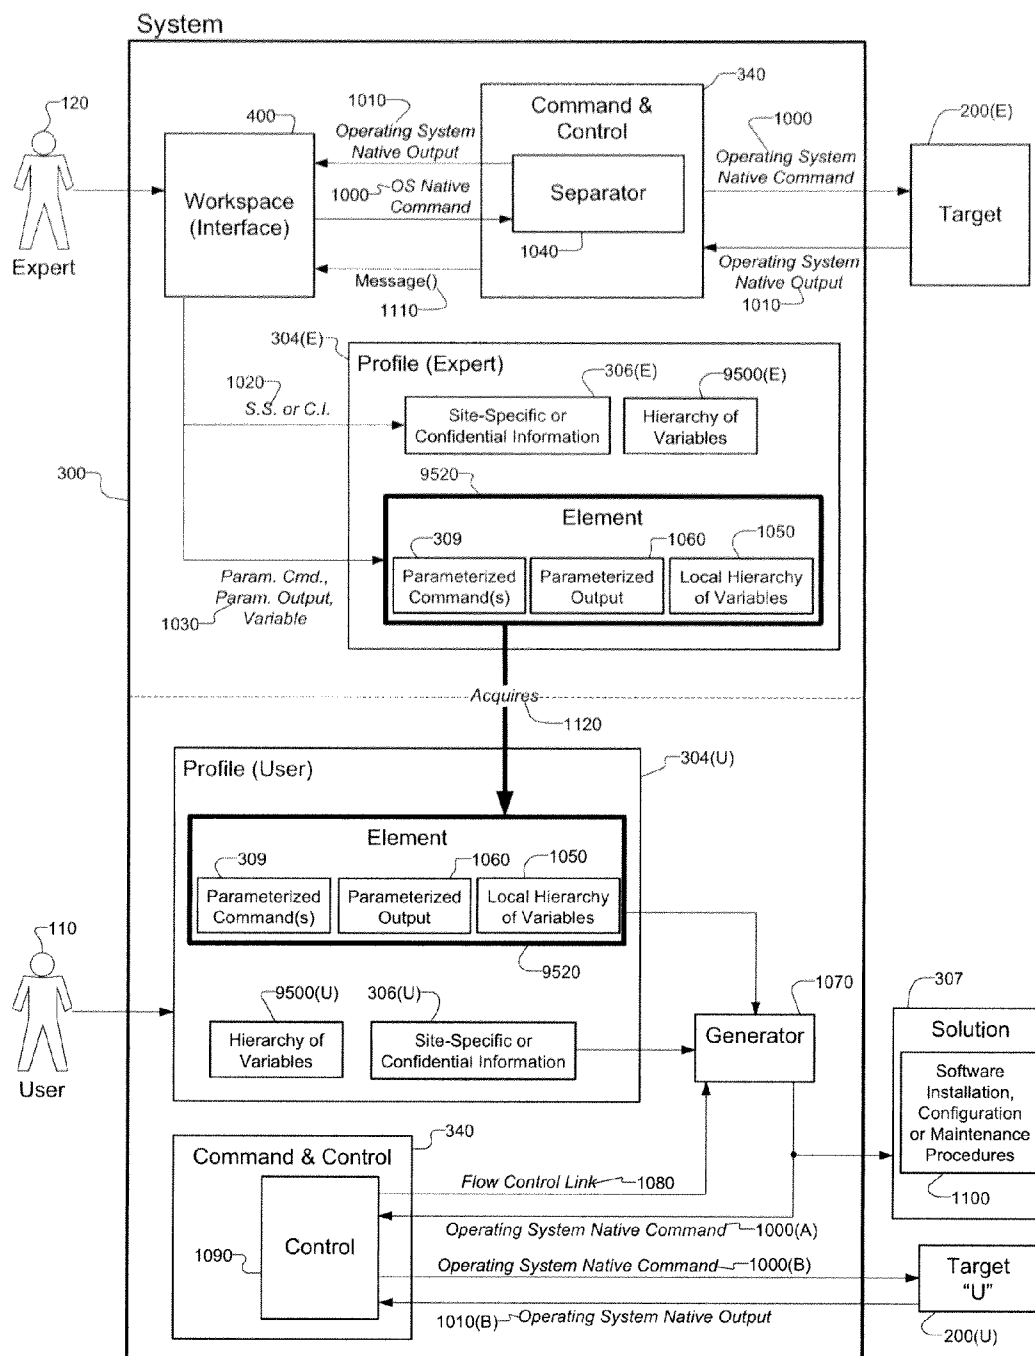 System
120
Expert
400
Workspace
(Interface)
1010
Operating System
Native Output
1000
OS Native
Command
Message()
1110
340
Command &
Control
Separator
1040
1000
Operating System
Native Command
Operating System
Native Output
1010
200(E)
Target
304(E)
Profile (Expert)
1020
S.S. or C.I.
306(E)
Site-Specific or
Confidential Information
9500(E)
Hierarchy of
Variables
300
9520
Element
309
Parameterized
Command(s)
1060
Parameterized
Output
1050
Local Hierarchy
of Variables
Param. Cmd.,
Param. Output,
Variable
1030
Acquires
1120
Profile (User)
304(U)
Element
309
Parameterized
Command(s)
1060
Parameterized
Output
1050
Local Hierarchy
of Variables
9520
110
User
9500(U)
Hierarchy of
Variables
306(U)
Site-Specific or
Confidential Information
1070
Generator
307
Solution
Software
Installation,
Configuration
or Maintenance
Procedures
1100
340
Command & Control
Control
1090
Flow Control Link
1080
Operating System Native Command
1000(A)
Operating System Native Command
1000(B)
1010(B)
Operating System Native Output
Target
“U”
200(U)